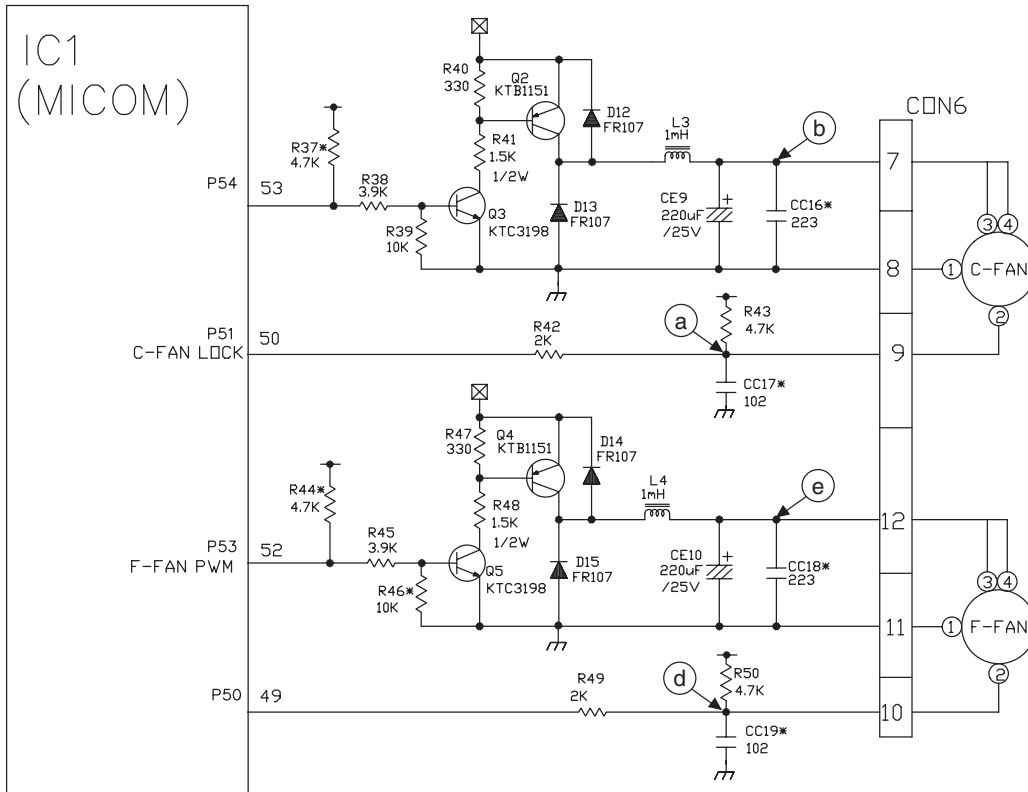 IC1
(MICOM)
R40
330
Q2
KTB1151
D12
FR107
CON6
R37*
4.7K
R41
1.5K
1/2W
L3
1mH
b
7
P54
53
R38
3.9K
R39
10K
Q3
KTC3198
D13
FR107
CE9
220uF
/25V
CC16*
223
3
4
8
1
C-FAN
2
P51
C-FAN LOCK
50
R42
2K
a
R43
4.7K
9
CC17*
102
R47
330
Q4
KTB1151
D14
FR107
R44*
4.7K
R48
1.5K
1/2W
L4
1mH
e
12
P53
F-FAN PWM
52
R45
3.9K
R46*
10K
Q5
KTC3198
D15
FR107
CE10
220uF
/25V
CC18*
223
3
4
11
1
F-FAN
2
P50
49
R49
2K
d
R50
4.7K
10
CC19*
102